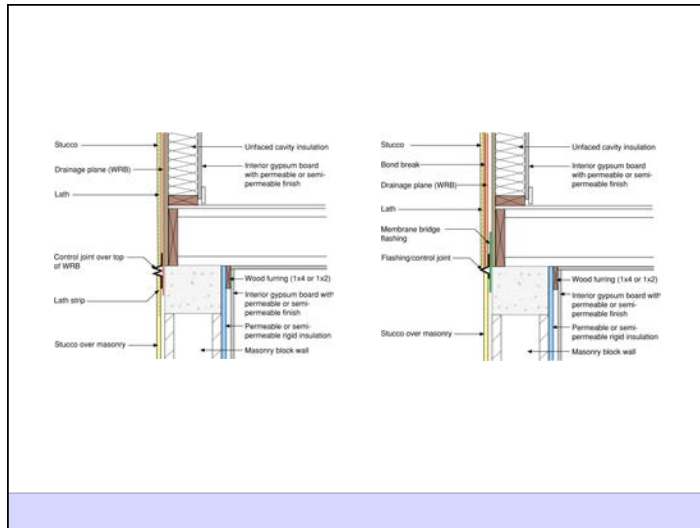 Stucco
Drainage plane (WRB)
Lath
Control joint over top
of WRB
Lath strip
Stucco over masonry
Unfaced cavity insulation
Interior gypsum board
with permeable or semi-
permeable finish
Wood furring (1x4 or 1x2)
Interior gypsum board with
permeable or semi-
permeable finish
Permeable or semi-
permeable rigid insulation
Masonry block wall
Stucco
Bond break
Drainage plane (WRB)
Lath
Membrane bridge
flashing
Flashing/control joint
Stucco over masonry
Unfaced cavity insulation
Interior gypsum board
with permeable or semi-
permeable finish
Wood furring (1x4 or 1x2)
Interior gypsum board with
permeable or semi-
permeable finish
Permeable or semi-
permeable rigid insulation
Masonry block wall